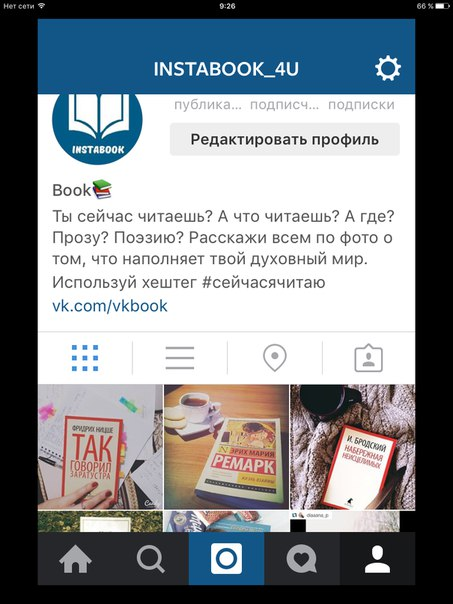 Нет сети
9:26
66 %
INSTABOOK_4U
INSTABOOK
публика... подписч... подписки
Редактировать профиль
Book
Ты сейчас читаешь? А что читаешь? А где?
Прозу? Поэзию? Расскажи всем по фото о
том, что наполняет твой духовный мир.
Используй хештег #сейчасячитаю
vk.com/vkbook
ФРИДРИХ НИЦШЕ
ТАК
ГОВОРИЛ
ЗАРАТУСТРА
ЭРИХ МАРИЯ
РЕМАРК
ЖИЗНЬ ВЗАЙМЫ
И. БРОДСКИЙ
НАБЕРЕЖНАЯ
НЕИСЦЕЛИМЫХ